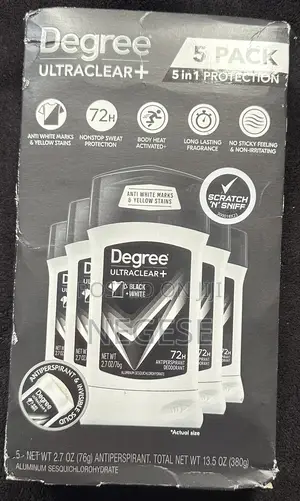 Degree
ULTRACLEAR+
5 PACK
5 in 1 PROTECTION
ANTI WHITE MARKS
& YELLOW STAINS
72H
NONSTOP SWEAT
PROTECTION
BODY HEAT
ACTIVATED
LONG LASTING
FRAGRANCE
NO STICKY FEELING
& NON-IRRITATING
ANTI WHITE MARKS
& YELLOW STAINS
SCRATCH
'N' SNIFF
Degree
ULTRACLEAR+
BLACK
+WHITE
NEGESE
NET WT
2.7 OZ/76g
72H
ANTIPERSPIRANT
DEODORANT
ALUMINUM SESQUICHLOROHYDRATE
ANTIPERSPIRANT & INVISIBLE SOLID
*Actual size
5 - NET WT 2.7 OZ (76g) ANTIPERSPIRANT. TOTAL NET WT 13.5 OZ (380g)
ALUMINUM SESQUICHLOROHYDRATE